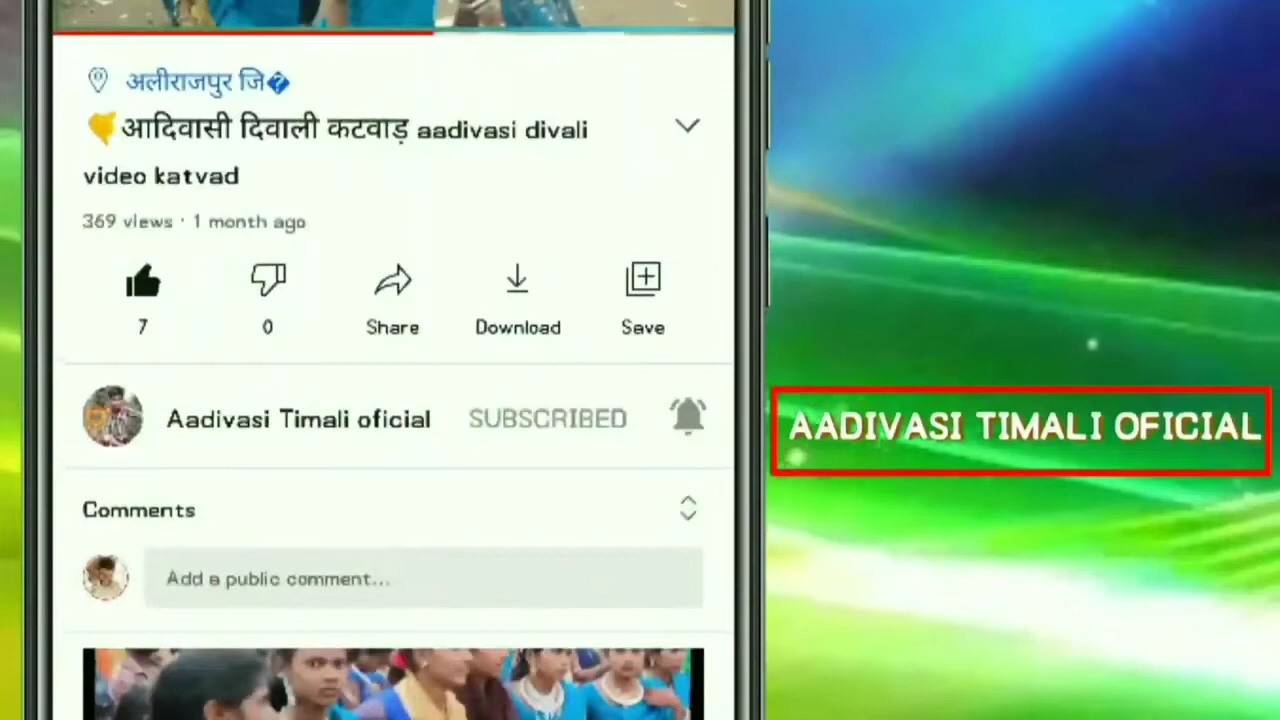 अलीराजपुर जि�
आदिवासी दिवाली कटवाड़ aadivasi divali
video katvad
369 views · 1 month ago
7
0
Share
Download
Save
Aadivasi Timali oficial
SUBSCRIBED
AADIVASI TIMALI OFICIAL
Comments
Add a public comment...